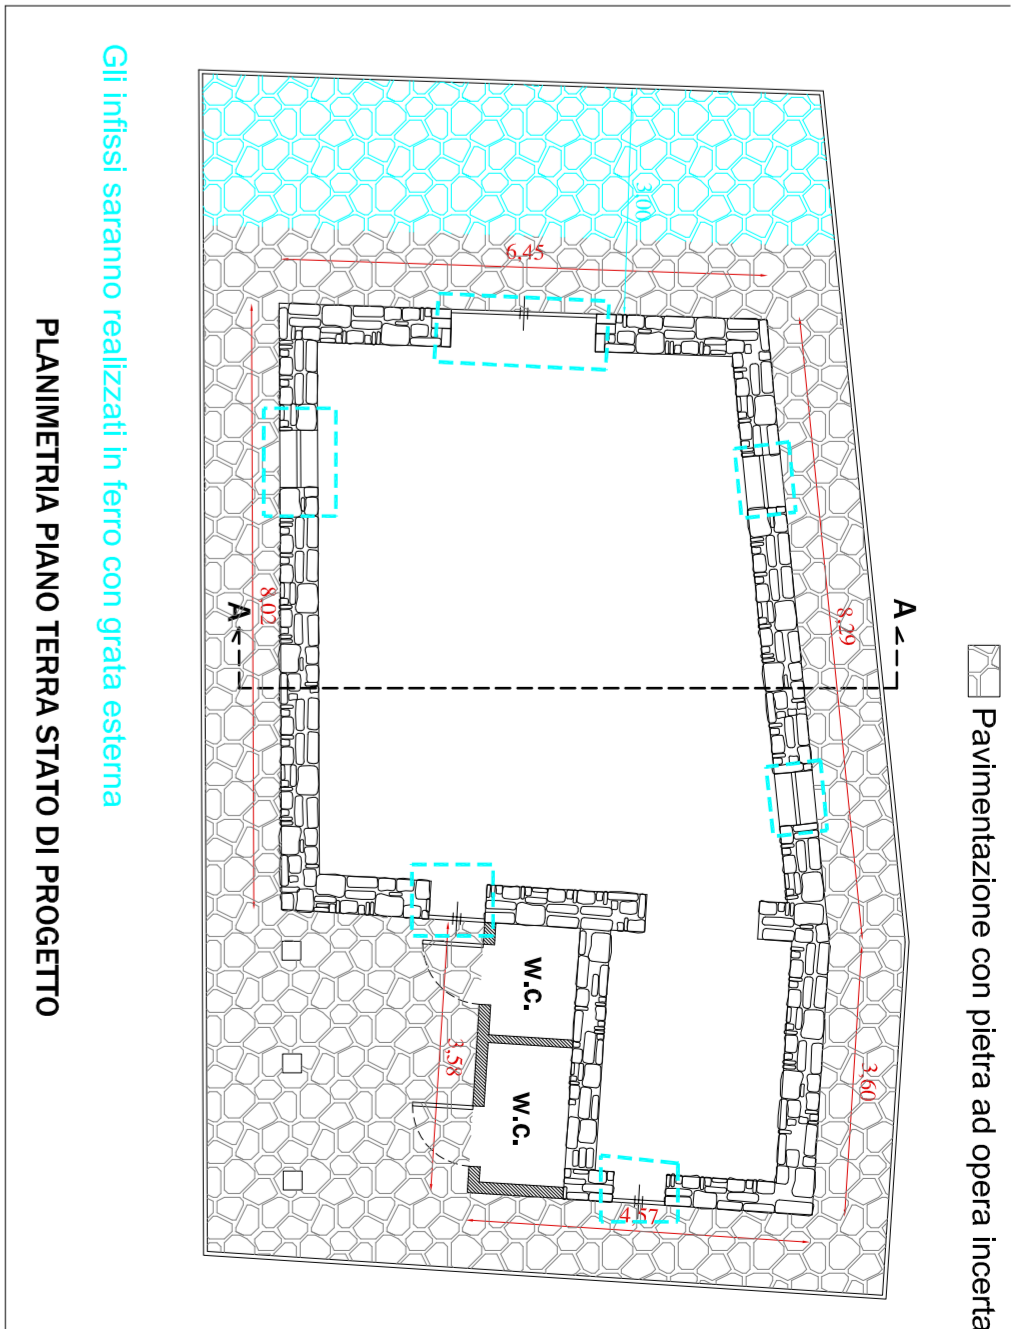 Pavimentazione con pietra ad opera incerta
A
A
3,00
6,45
8,29
8,02
3,60
3,58
4,57
w.c.
w.c.
Gli infissi saranno realizzati in ferro con grata esterna
PLANIMETRIA PIANO TERRA STATO DI PROGETTO